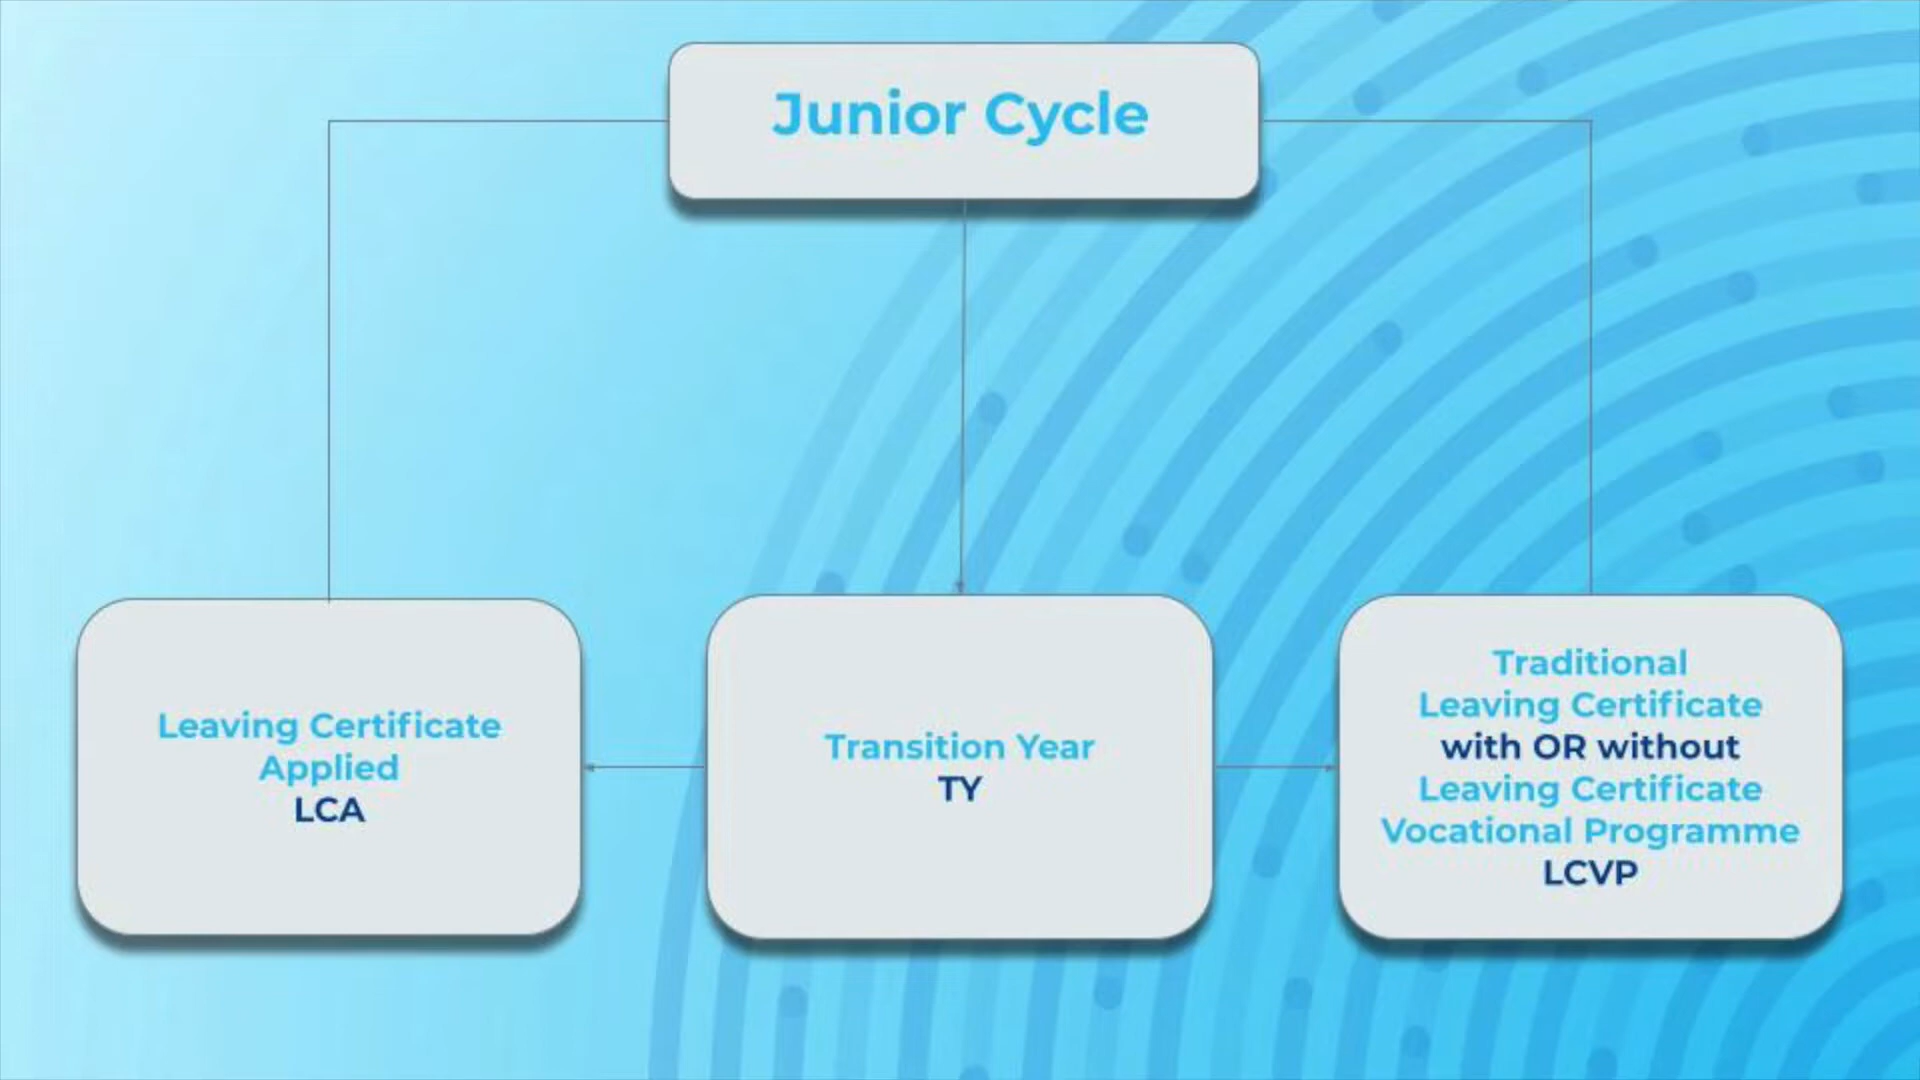 Junior Cycle
Leaving Certificate
Applied
LCA
Transition Year
TY
Traditional
Leaving Certificate
with OR without
Leaving Certificate
Vocational Programme
LCVP